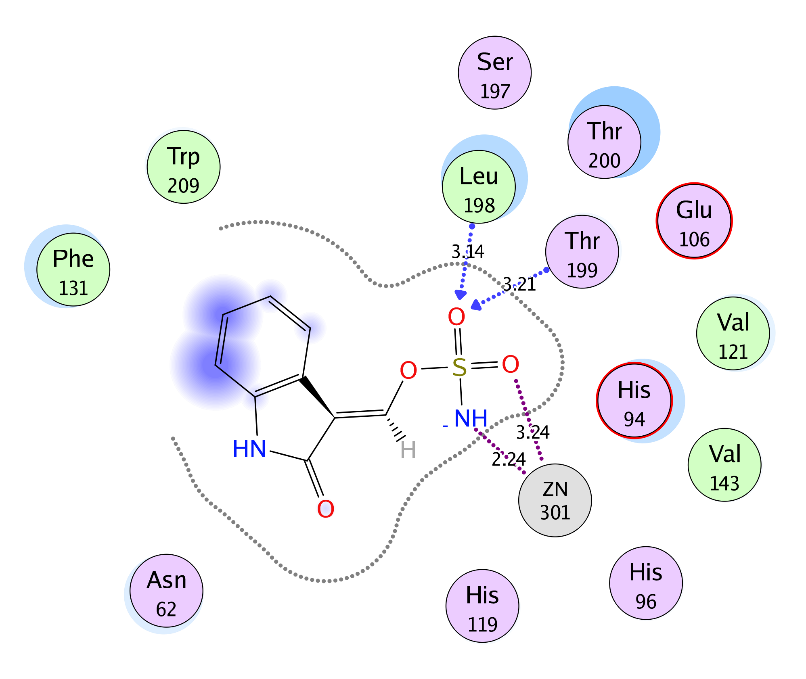 Ser
197
Thr
200
Trp
209
Leu
198
Glu
106
Thr
199
3.14
Phe
131
3.21
O
Val
121
O
S
O
His
94
-
NH
3.24
HN
H
2.24
Val
143
O
ZN
301
Asn
62
His
119
His
96